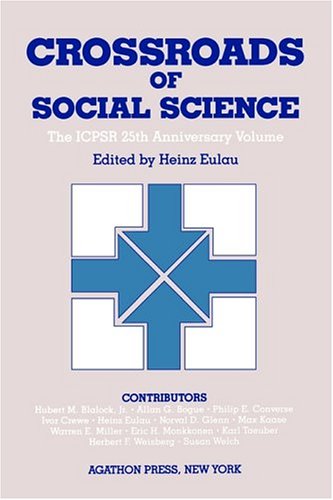 CROSSROADS
OF
SOCIAL SCIENCE
The ICPSR 25th Anniversary Volume
Edited by Heinz Eulau
CONTRIBUTORS
Hubert M. Blalock, Jr. • Allan G. Bogue • Philip E. Converse
Ivor Crewe • Heinz Eulau • Norval D. Glenn • Max Kaase
Warren E. Miller • Eric H. Monkkonen • Karl Taeuber
Herbert F. Weisberg • Susan Welch
AGATHON PRESS, NEW YORK